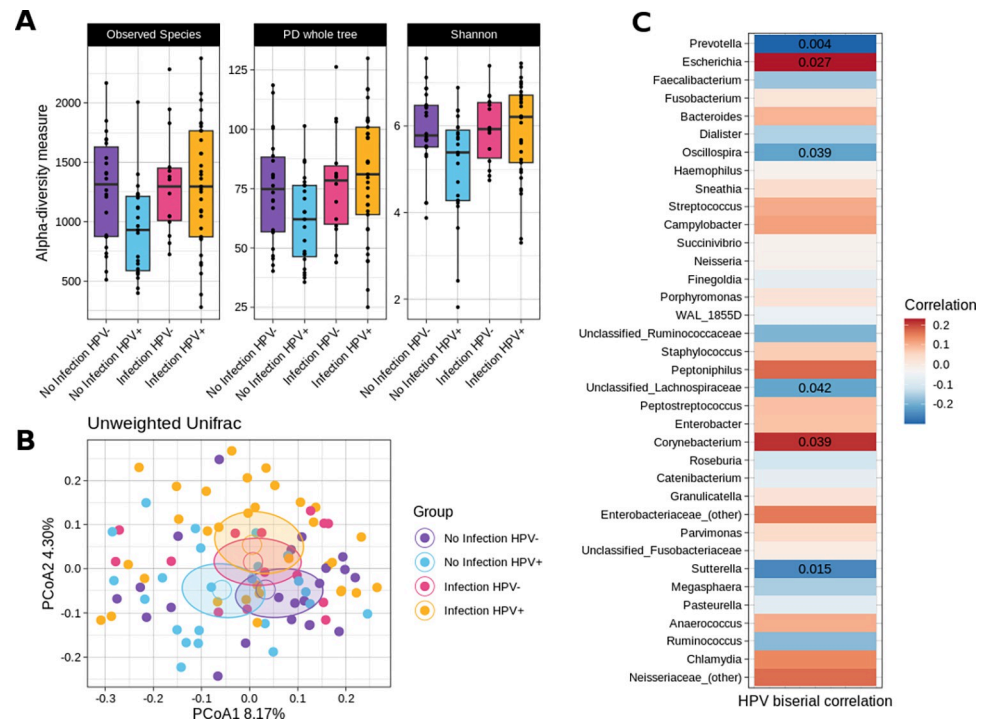 A
Observed Species
PD whole tree
Shannon
Alpha-diversity measure
2000
1500
1000
500
125
100
75
50
25
6
4
2
No Infection HPV-
No Infection HPV+
Infection HPV-
Infection HPV+
No Infection HPV-
No Infection HPV+
Infection HPV-
Infection HPV+
No Infection HPV-
No Infection HPV+
Infection HPV-
Infection HPV+
B
Unweighted Unifrac
PCoA2 4.30%
0.2
0.1
0.0
-0.1
-0.2
-0.3
-0.2
-0.1
0.0
0.1
0.2
PCoA1 8.17%
Group
No Infection HPV-
No Infection HPV+
Infection HPV-
Infection HPV+
C
Prevotella 0.004
Escherichia 0.027
Faecalibacterium
Fusobacterium
Bacteroides
Dialister
Oscillospira 0.039
Haemophilus
Sneathia
Streptococcus
Campylobacter
Succinivibrio
Neisseria
Finegoldia
Porphyromonas
WAL_1855D
Unclassified_Ruminococcaceae
Staphylococcus
Peptoniphilus
Unclassified_Lachnospiraceae 0.042
Peptostreptococcus
Enterobacter
Corynebacterium 0.039
Roseburia
Catenibacterium
Granulicatella
Enterobacteriaceae_(other)
Parvimonas
Unclassified_Fusobacteriaceae
Sutterella 0.015
Megasphaera
Pasteurella
Anaerococcus
Ruminococcus
Chlamydia
Neisseriaceae_(other)
HPV biserial correlation
Correlation
0.2
0.1
0.0
-0.1
-0.2